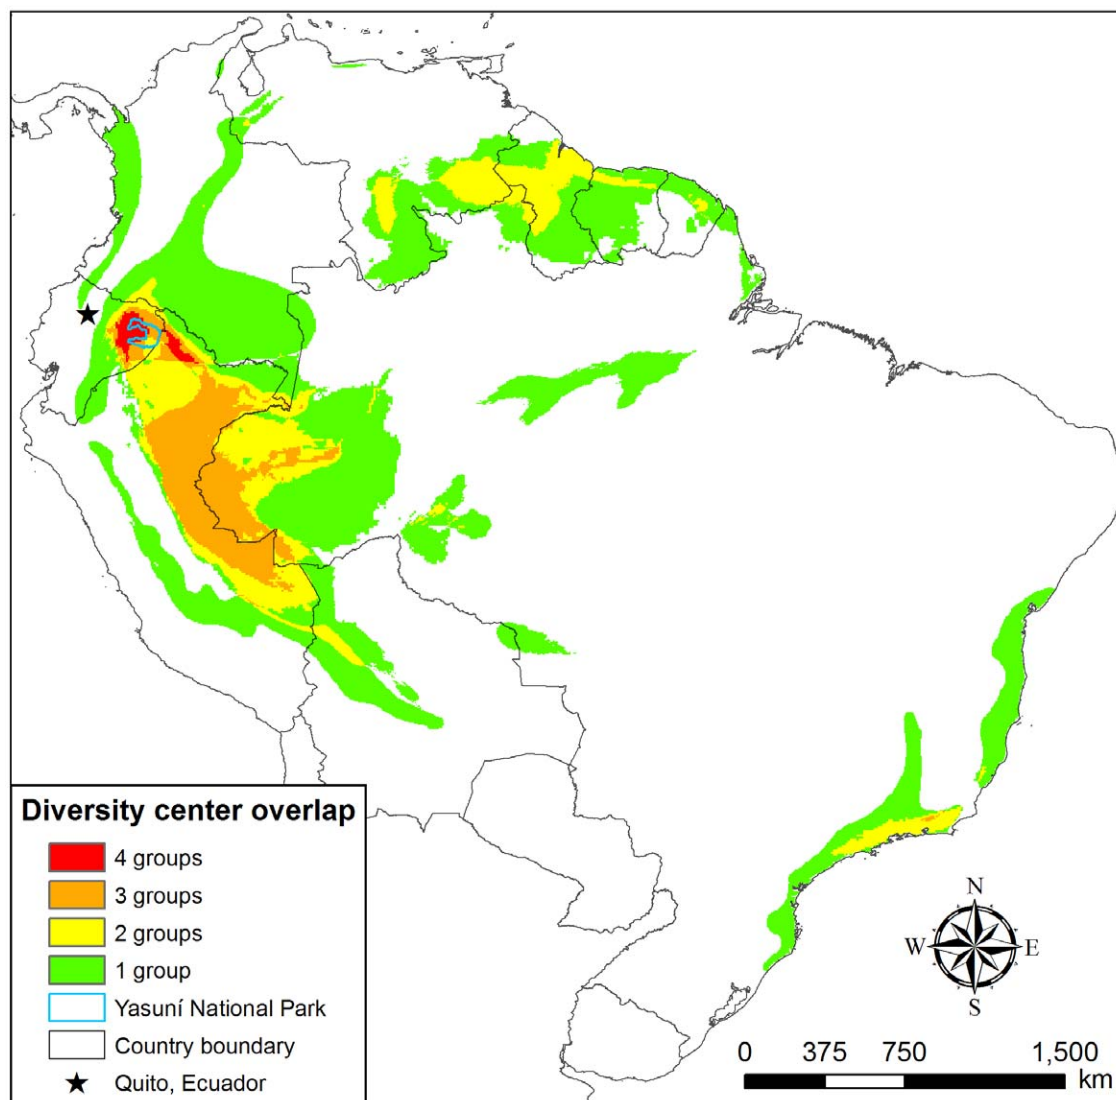 Diversity center overlap
4 groups
3 groups
2 groups
1 group
Yasuní National Park
Country boundary
Quito, Ecuador
N
W E
S
0 375 750 1,500
km